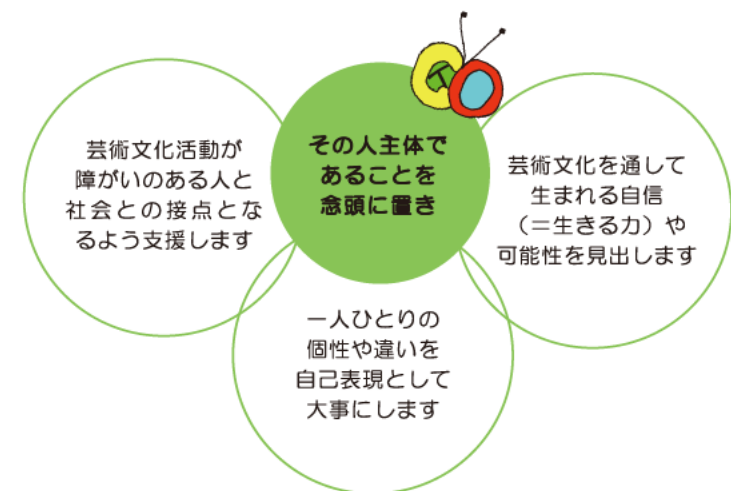 芸術文化活動が
障がいのある人と
社会との接点とな
るよう支援します
その人主体で
あることを
念頭に置き
芸術文化を通して
生まれる自信
（＝生きる力）や
可能性を見出します
一人ひとりの
個性や違いを
自己表現として
大事にします